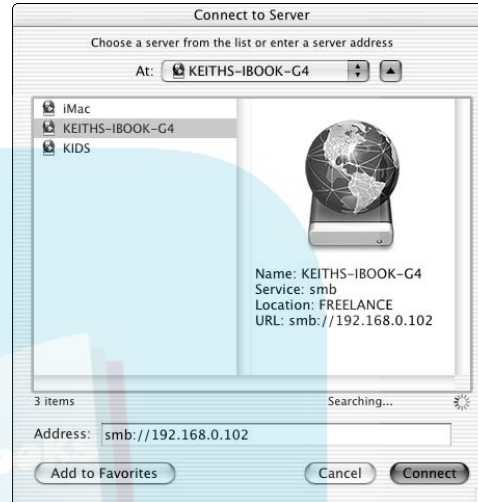 Connect to Server
Choose a server from the list or enter a server address
At: KEITHS-IBOOK-G4
iMac
KEITHS-IBOOK-G4
KIDS
Name: KEITHS-IBOOK-G4
Service: smb
Location: FREELANCE
URL: smb://192.168.0.102
3 items
Searching...
Address: smb://192.168.0.102
Add to Favorites
Cancel
Connect